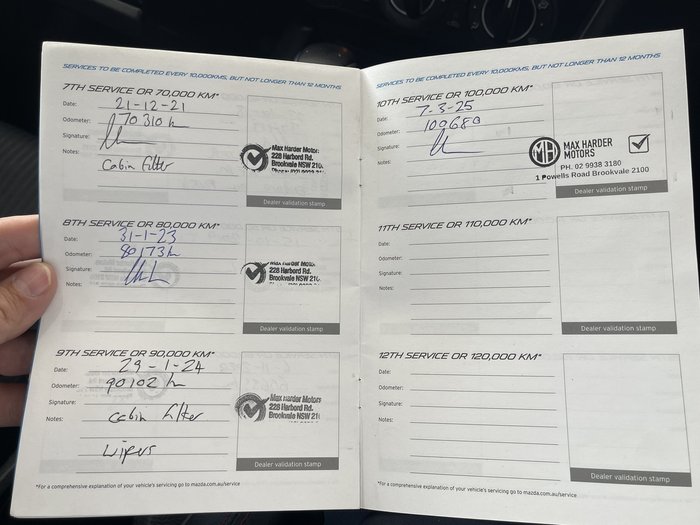 SERVICES TO BE COMPLETED EVERY 10,000KMS, BUT NOT LONGER THAN 12 MONTHS
7TH SERVICE OR 70,000 KM*
Date: 21-12-21
Odometer: 70310 k
Signature:
Notes:
Cabin filter
Max Harder Motors
228 Harbord Rd.
Brookvale NSW 210
Dealer validation stamp
8TH SERVICE OR 80,000 KM*
Date: 31-1-23
Odometer: 80173k
Signature:
Notes:
228 Harbord Rd.
Brookvale NSW 210
Dealer validation stamp
9TH SERVICE OR 90,000 KM*
Date: 29-1-24
Odometer: 90102 k
Signature:
Notes: cabin filter
wipers
Max Harder Motors
228 Harbord Rd.
Brookvale NSW 210
Dealer validation stamp
*For a comprehensive explanation of your vehicle's servicing go to mazda.com.au/service
SERVICES TO BE COMPLETED EVERY 10,000KMS, BUT NOT LONGER THAN 12 MONTHS
10TH SERVICE OR 100,000 KM*
Date: 7-3-25
Odometer: 100680
Signature:
Notes:
MH MAX HARDER
MOTORS
PH. 02 9938 3180
1 Powells Road Brookvale 2100
Dealer validation stamp
11TH SERVICE OR 110,000 KM*
Date:
Odometer:
Signature:
Notes:
Dealer validation stamp
12TH SERVICE OR 120,000 KM*
Date:
Odometer:
Signature:
Notes:
Dealer validation stamp
*For a comprehensive explanation of your vehicle's servicing go to mazda.com.au/service